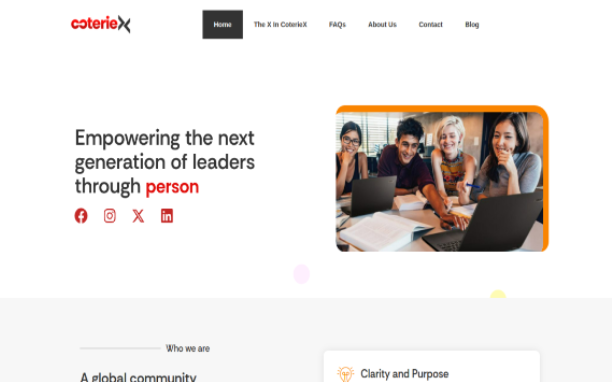 coterieX
Home
The X in CoterieX
FAQs
About Us
Contact
Blog
Empowering the next
generation of leaders
through person
Who we are
A global community
Clarity and Purpose